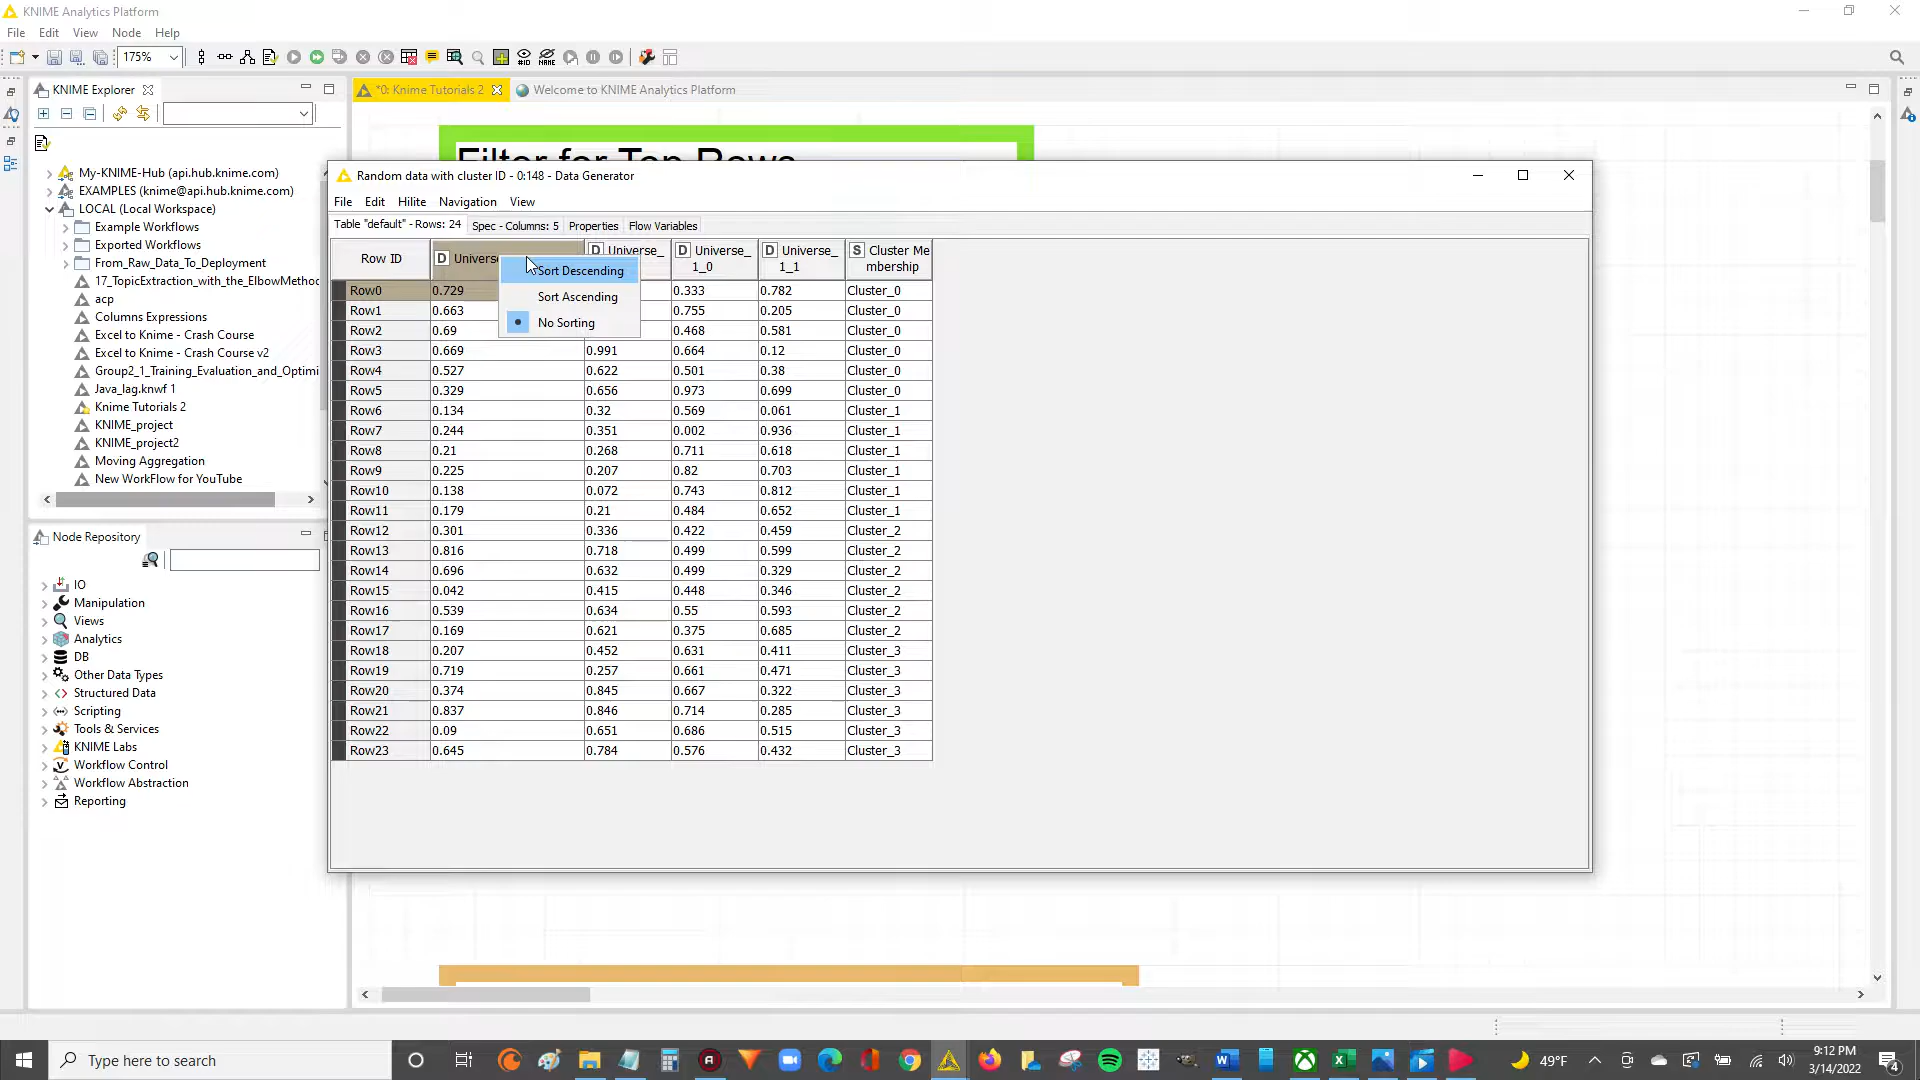 KNIME Analytics Platform
File Edit View Node Help
175%
KNIME Explorer
*0: Knime Tutorials 2
Welcome to KNIME Analytics Platform
My-KNIME-Hub (api.hub.knime.com)
EXAMPLES (knime@api.hub.knime.com)
LOCAL (Local Workspace)
Example Workflows
Exported Workflows
From_Raw_Data_To_Deployment
17_TopicExtraction_with_the_ElbowMethod
acp
Columns Expressions
Excel to Knime - Crash Course
Excel to Knime - Crash Course v2
Group2_1_Training_Evaluation_and_Optimi
Java_lag.knwf 1
Knime Tutorials 2
KNIME_project
KNIME_project2
Moving Aggregation
New WorkFlow for YouTube
Node Repository
IO
Manipulation
Views
Analytics
DB
Other Data Types
Structured Data
Scripting
Tools & Services
KNIME Labs
Workflow Control
Workflow Abstraction
Reporting
Filter for Top Rows
Random data with cluster ID - 0:148 - Data Generator
File Edit Hilite Navigation View
Table "default" - Rows: 24 Spec - Columns: 5 Properties Flow Variables
Row ID D Universe D Universe_ D Universe_1_0 D Universe_1_1 S Cluster Membership
Sort Descending
Sort Ascending
No Sorting
Row0 0.729 0.333 0.782 Cluster_0
Row1 0.663 0.755 0.205 Cluster_0
Row2 0.69 0.468 0.581 Cluster_0
Row3 0.669 0.991 0.664 0.12 Cluster_0
Row4 0.527 0.622 0.501 0.38 Cluster_0
Row5 0.329 0.656 0.973 0.699 Cluster_0
Row6 0.134 0.32 0.569 0.061 Cluster_1
Row7 0.244 0.351 0.002 0.936 Cluster_1
Row8 0.21 0.268 0.711 0.618 Cluster_1
Row9 0.225 0.207 0.82 0.703 Cluster_1
Row10 0.138 0.072 0.743 0.812 Cluster_1
Row11 0.179 0.21 0.484 0.652 Cluster_1
Row12 0.301 0.336 0.422 0.459 Cluster_2
Row13 0.816 0.718 0.499 0.599 Cluster_2
Row14 0.696 0.632 0.499 0.329 Cluster_2
Row15 0.042 0.415 0.448 0.346 Cluster_2
Row16 0.539 0.634 0.55 0.593 Cluster_2
Row17 0.169 0.621 0.375 0.685 Cluster_2
Row18 0.207 0.452 0.631 0.411 Cluster_3
Row19 0.719 0.257 0.661 0.471 Cluster_3
Row20 0.374 0.845 0.667 0.322 Cluster_3
Row21 0.837 0.846 0.714 0.285 Cluster_3
Row22 0.09 0.651 0.686 0.515 Cluster_3
Row23 0.645 0.784 0.576 0.432 Cluster_3
Type here to search
49°F
9:12 PM
3/14/2022
4